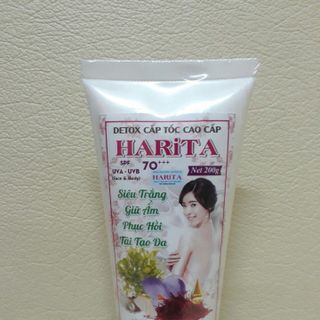 DETOX CẤP TỐC CAO CẤP
HARiTA
SPF 70+++
UVA - UVB
(Face & Body)
HARITA
Net 200g
Siêu Trắng
Giữ Ẩm
Phục Hồi
Tái Tạo Da